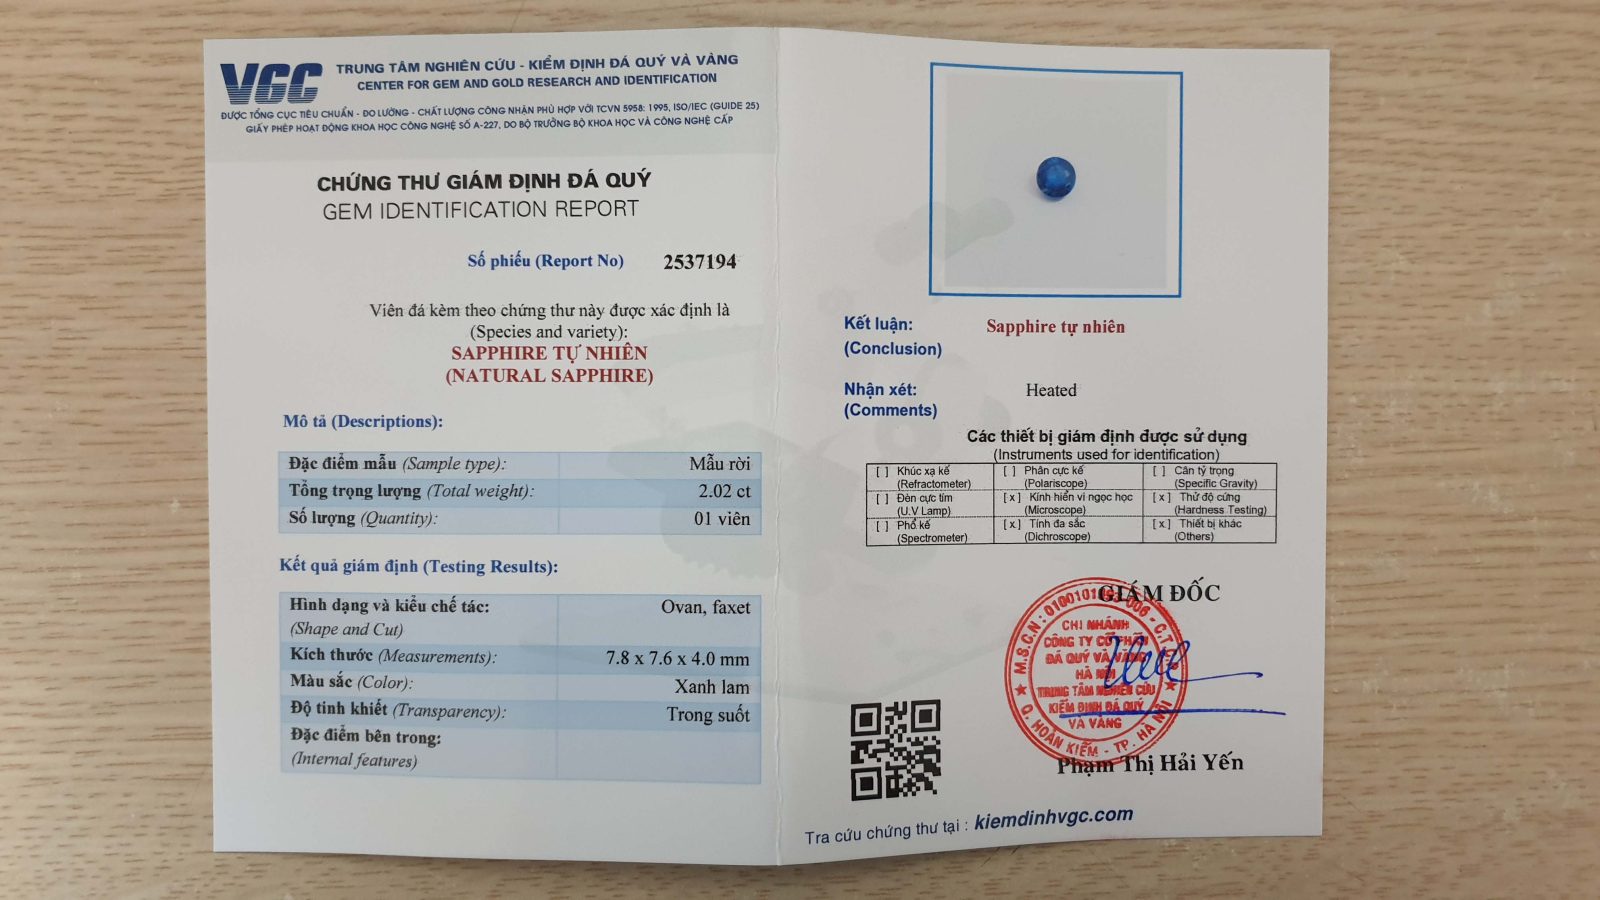 VGC
TRUNG TÂM NGHIÊN CỨU - KIỂM ĐỊNH ĐÁ QUÝ VÀ VÀNG
CENTER FOR GEM AND GOLD RESEARCH AND IDENTIFICATION
ĐƯỢC TỔNG CỤC TIÊU CHUẨN - ĐO LƯỜNG - CHẤT LƯỢNG CÔNG NHẬN PHÙ HỢP VỚI TCVN 5958: 1995, ISO/IEC (GUIDE 25)
GIẤY PHÉP HOẠT ĐỘNG KHOA HỌC CÔNG NGHỆ SỐ A-227, DO BỘ TRƯỞNG BỘ KHOA HỌC VÀ CÔNG NGHỆ CẤP
CHỨNG THƯ GIÁM ĐỊNH ĐÁ QUÝ
GEM IDENTIFICATION REPORT
Số phiếu (Report No) 2537194
Viên đá kèm theo chứng thư này được xác định là
(Species and variety):
SAPPHIRE TỰ NHIÊN
(NATURAL SAPPHIRE)
Mô tả (Descriptions):
Đặc điểm mẫu (Sample type): Mẫu rời
Tổng trọng lượng (Total weight): 2.02 ct
Số lượng (Quantity): 01 viên
Kết quả giám định (Testing Results):
Hình dạng và kiểu chế tác: Ovan, faxet
(Shape and Cut)
Kích thước (Measurements): 7.8 x 7.6 x 4.0 mm
Màu sắc (Color): Xanh lam
Độ tinh khiết (Transparency): Trong suốt
Đặc điểm bên trong:
(Internal features)
Kết luận: Sapphire tự nhiên
(Conclusion)
Nhận xét: Heated
(Comments)
Các thiết bị giám định được sử dụng
(Instruments used for identification)
[ ] Khúc xạ kế [ ] Phân cực kế [ ] Cân tỷ trọng
(Refractometer) (Polariscope) (Specific Gravity)
[ ] Đèn cực tím [x] Kính hiển vi ngọc học [x] Thử độ cứng
(U.V Lamp) (Microscope) (Hardness Testing)
[ ] Phổ kế [x] Tính đa sắc [x] Thiết bị khác
(Spectrometer) (Dichroscope) (Others)
GIÁM ĐỐC
CHI NHÁNH
CÔNG TY CỔ PHẦN
ĐÁ QUÝ VÀ VÀNG
HÀ NỘI
TRUNG TÂM NGHIÊN CỨU
KIỂM ĐỊNH ĐÁ QUÝ
VÀ VÀNG
Q. HOÀN KIẾM - TP. HÀ NỘI
Phạm Thị Hải Yến
Tra cứu chứng thư tại : kiemdinhvgc.com